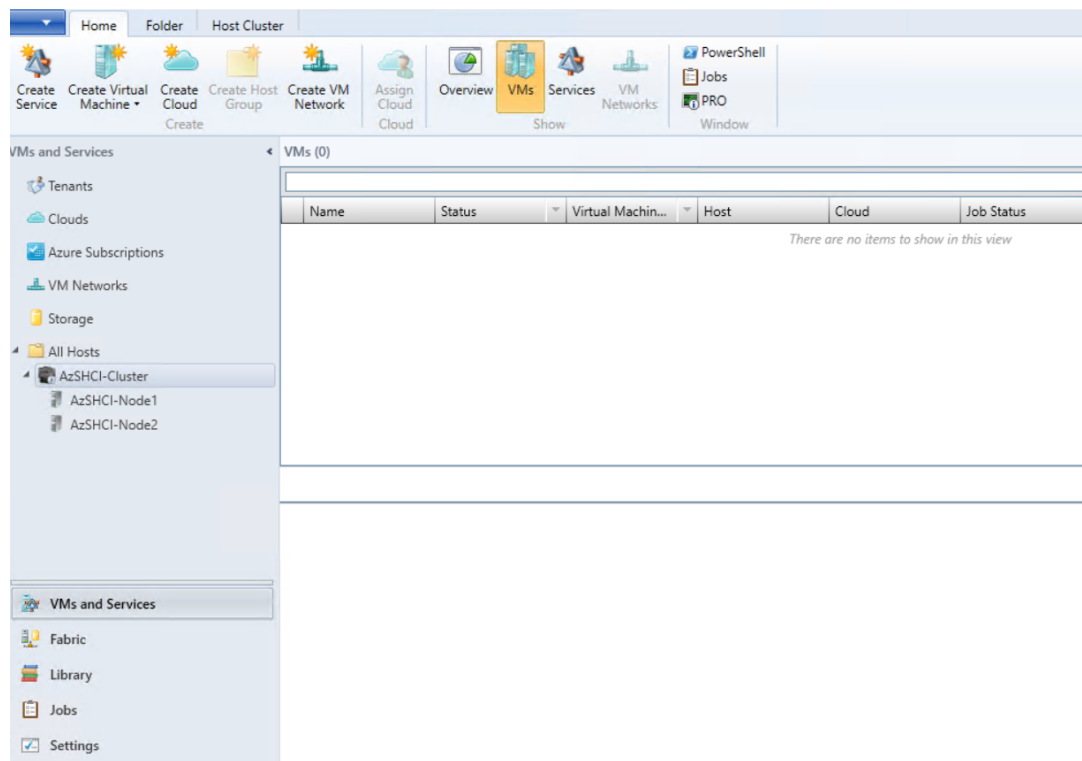 Home Folder Host Cluster
Create Service
Create Virtual Machine
Create Cloud
Create Host Group
Create VM Network
Assign Cloud
Overview
VMs
Services
VM Networks
PowerShell
Jobs
PRO
Create Cloud Show Window
VMs and Services
VMs (0)
Tenants
Clouds
Azure Subscriptions
VM Networks
Storage
All Hosts
AzSHCI-Cluster
AzSHCI-Node1
AzSHCI-Node2
Name Status Virtual Machin... Host Cloud Job Status
There are no items to show in this view
VMs and Services
Fabric
Library
Jobs
Settings